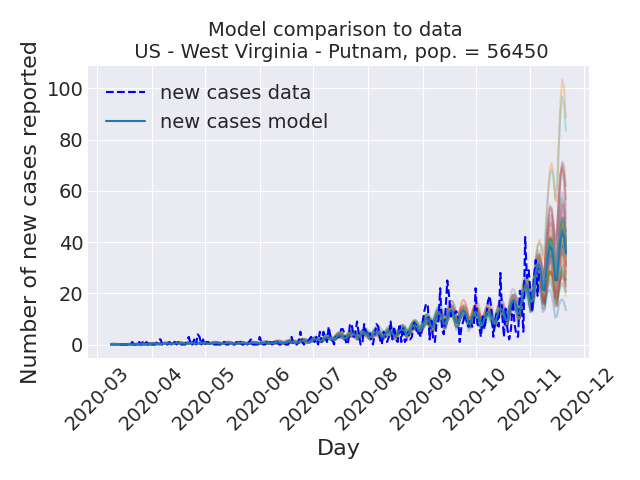 Model comparison to data
US - West Virginia - Putnam, pop. = 56450
Number of new cases reported
100
80
60
40
20
0
new cases data
new cases model
2020-03
2020-04
2020-05
2020-06
2020-07
2020-08
2020-09
2020-10
2020-11
2020-12
Day